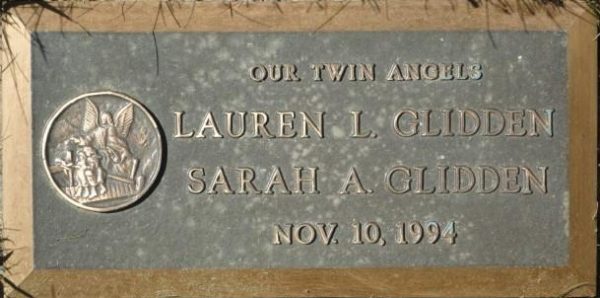 OUR TWIN ANGELS
LAUREN L. GLIDDEN
SARAH A. GLIDDEN
NOV. 10, 1994